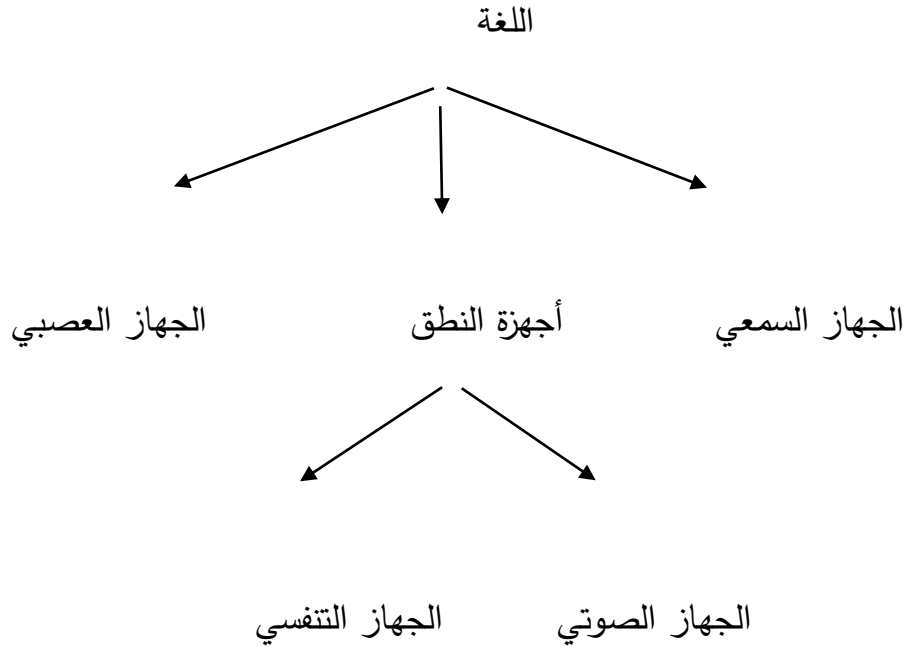 اللغة
الجهاز السمعي أجهزة النطق الجهاز العصبي
الجهاز الصوتي الجهاز التنفسي